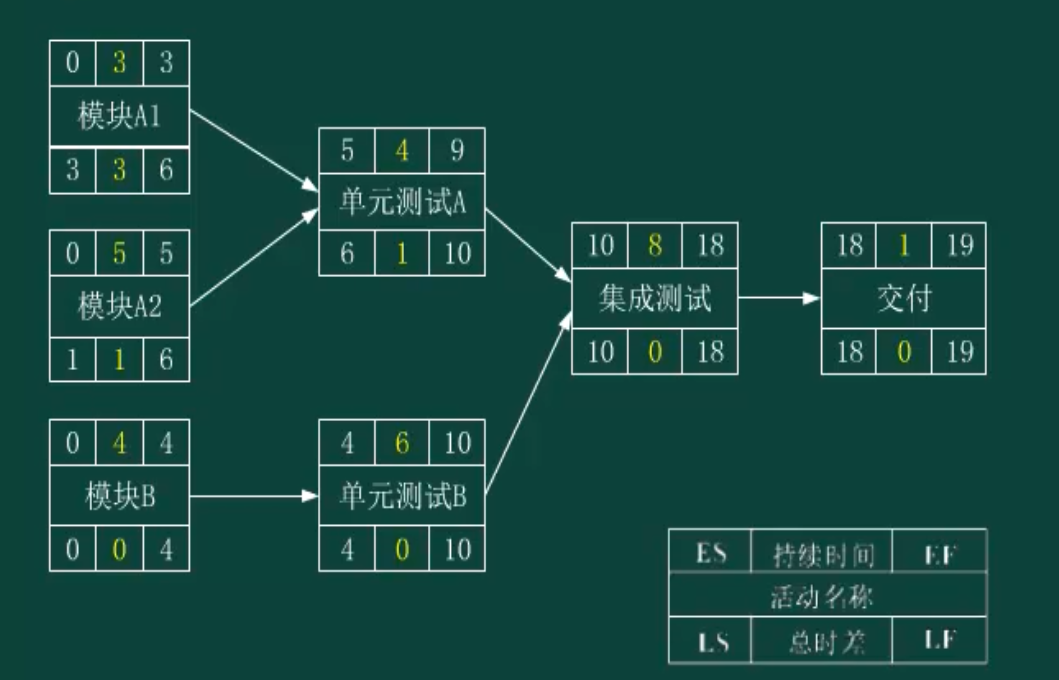 0 3 3
模块A1
3 3 6
0 5 5
模块A2
1 1 6
0 4 4
模块B
0 0 4
5 4 9
单元测试A
6 1 10
4 6 10
单元测试B
4 0 10
10 8 18
集成测试
10 0 18
18 1 19
交付
18 0 19
ES 持续时间 EF
活动名称
LS 总时差 LF